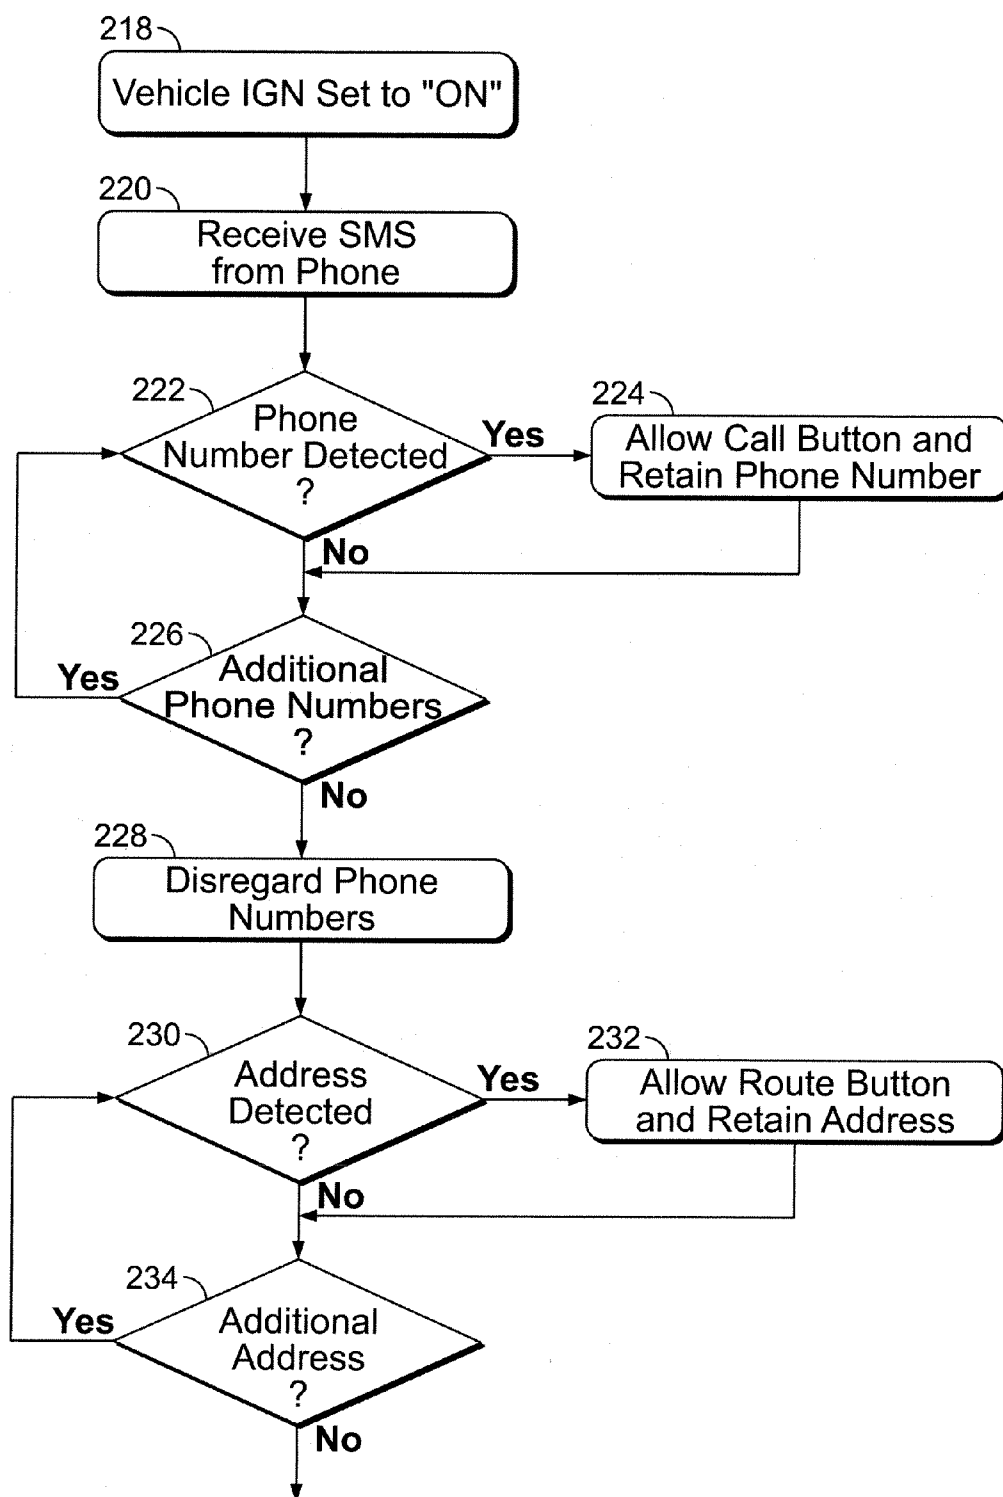 218
Vehicle IGN Set to "ON"
220
Receive SMS
from Phone
222
Phone
Number Detected
?
Yes
224
Allow Call Button and
Retain Phone Number
No
226
Additional
Phone Numbers
?
Yes
No
228
Disregard Phone
Numbers
230
Address
Detected
?
Yes
232
Allow Route Button
and Retain Address
No
234
Additional
Address
?
Yes
No